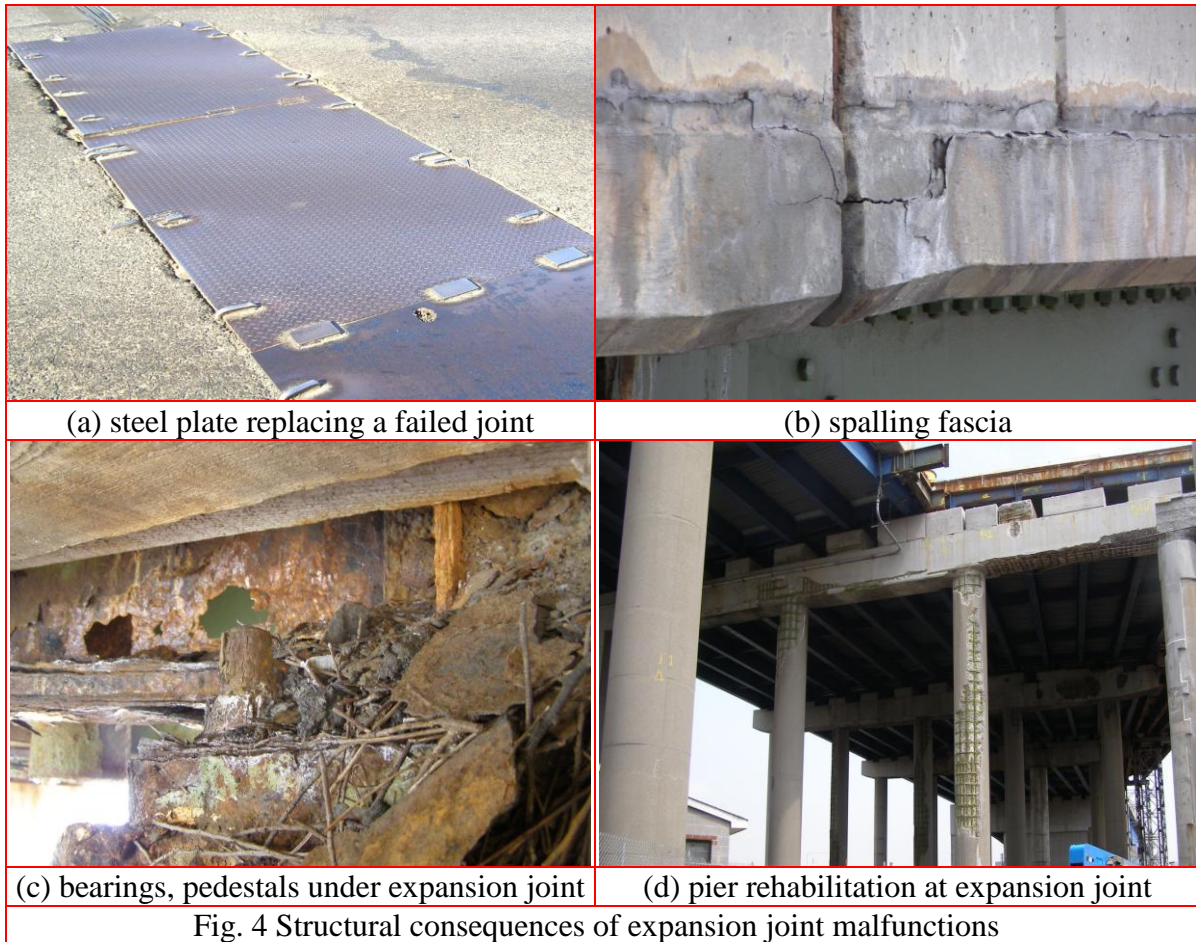 (a) steel plate replacing a failed joint
(b) spalling fascia
(c) bearings, pedestals under expansion joint
(d) pier rehabilitation at expansion joint
Fig. 4 Structural consequences of expansion joint malfunctions